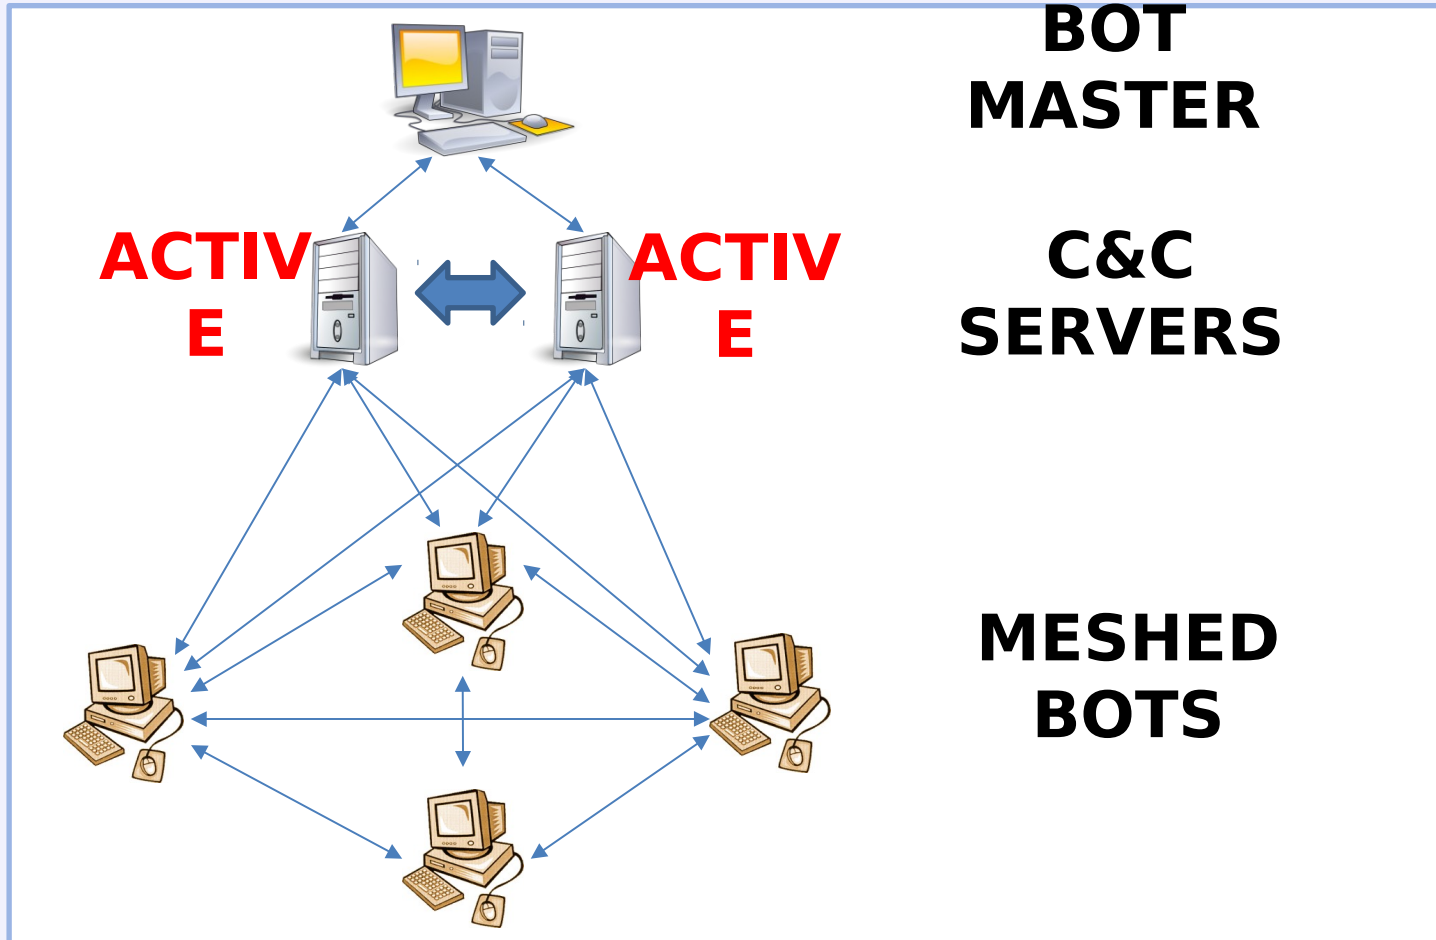 BOT
MASTER
ACTIV
E
ACTIV
E
C&C
SERVERS
MESHED
BOTS